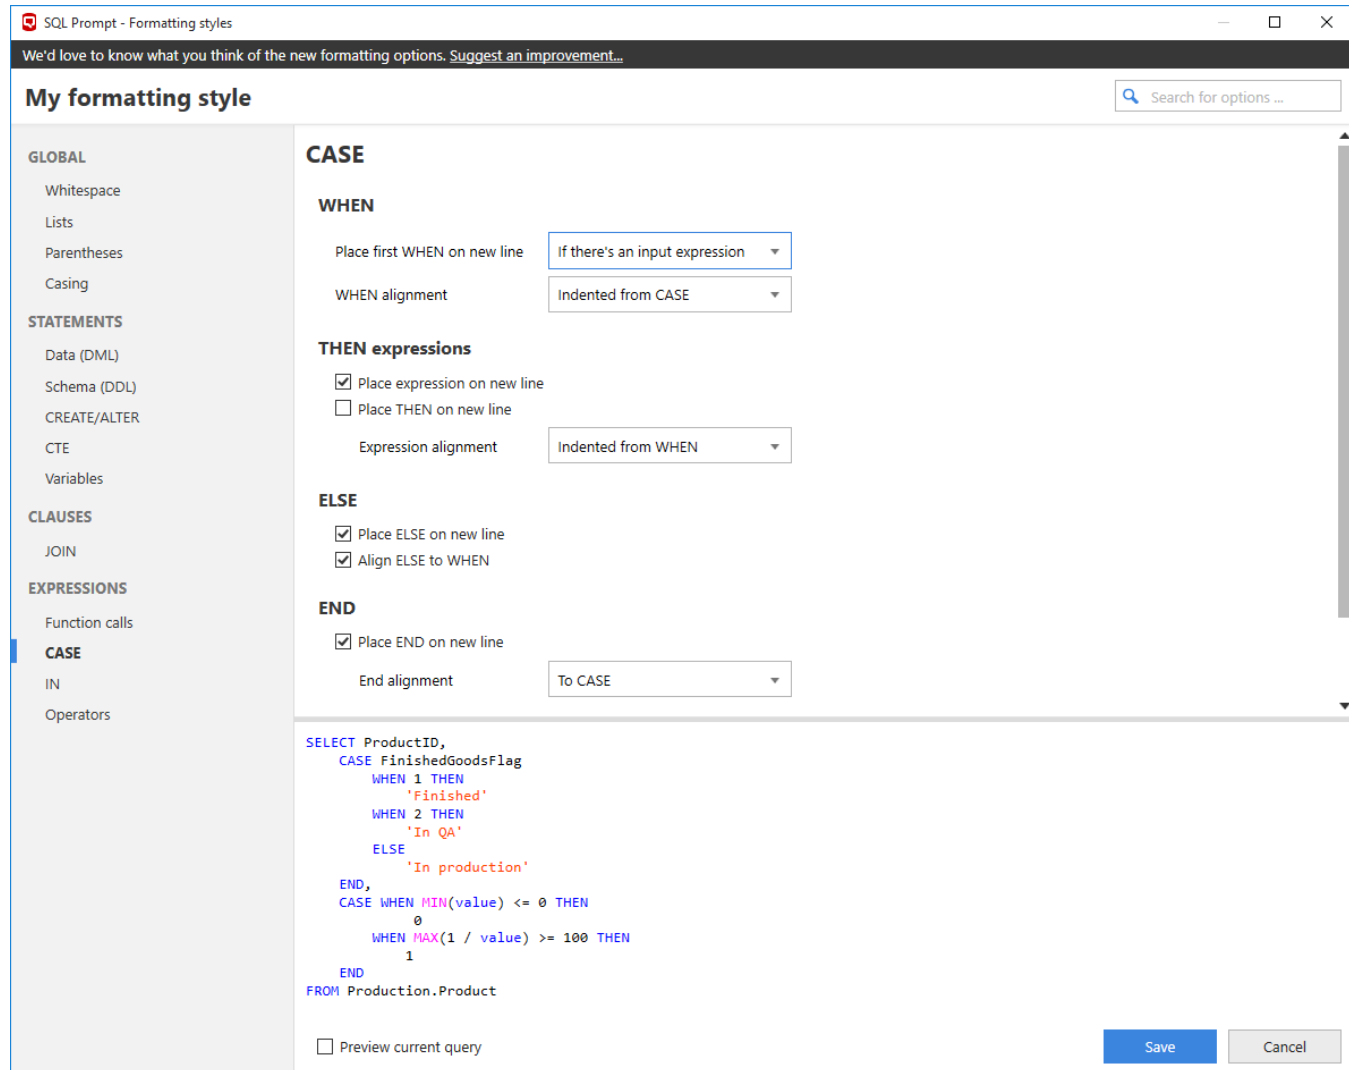 SQL Prompt - Formatting styles
We'd love to know what you think of the new formatting options. Suggest an improvement...
My formatting style
Search for options ...
GLOBAL
Whitespace
Lists
Parentheses
Casing
STATEMENTS
Data (DML)
Schema (DDL)
CREATE/ALTER
CTE
Variables
CLAUSES
JOIN
EXPRESSIONS
Function calls
CASE
IN
Operators
CASE
WHEN
Place first WHEN on new line If there's an input expression
WHEN alignment Indented from CASE
THEN expressions
Place expression on new line
Place THEN on new line
Expression alignment Indented from WHEN
ELSE
Place ELSE on new line
Align ELSE to WHEN
END
Place END on new line
End alignment To CASE
SELECT ProductID,
    CASE FinishedGoodsFlag
        WHEN 1 THEN
            'Finished'
        WHEN 2 THEN
            'In QA'
        ELSE
            'In production'
    END,
    CASE WHEN MIN(value) <= 0 THEN
             0
        WHEN MAX(1 / value) >= 100 THEN
            1
    END
FROM Production.Product
Preview current query
Save Cancel